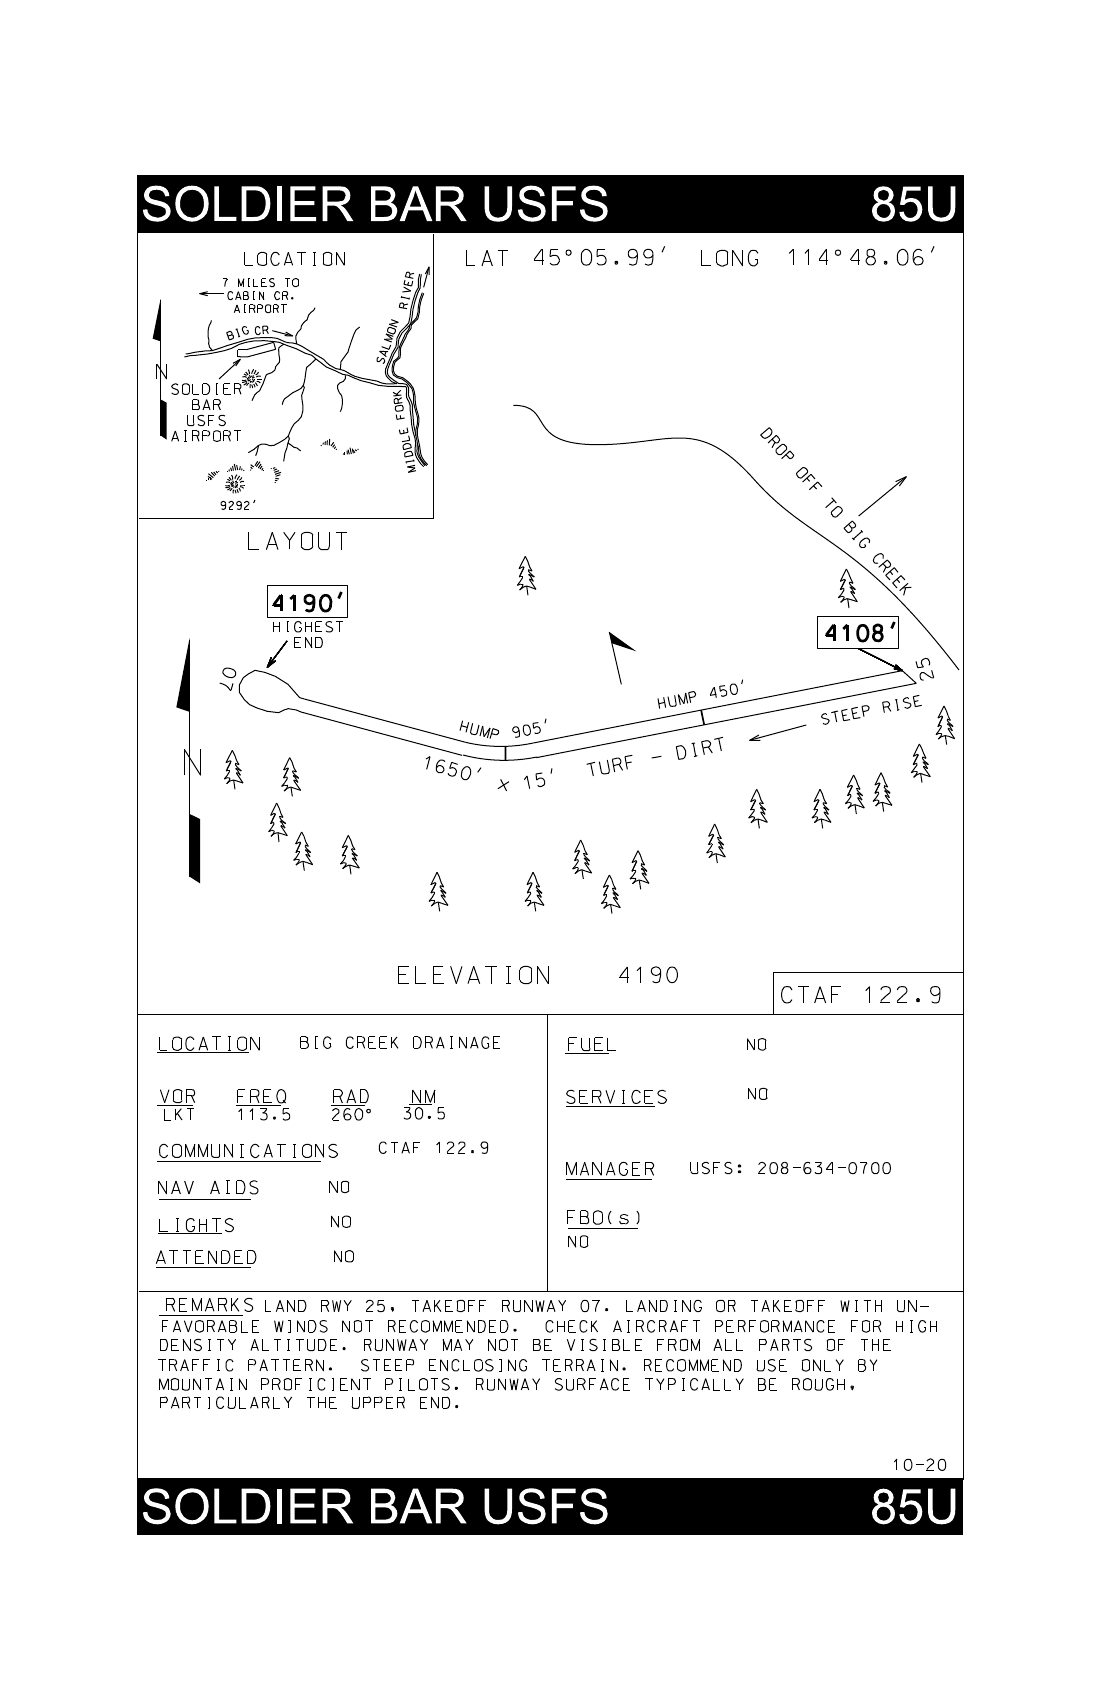 SOLDIER BAR USFS 85U
LOCATION
7 MILES TO
CABIN CR.
AIRPORT
BIG CR
SALMON RIVER
MIDDLE FORK
N
SOLDIER
BAR
USFS
AIRPORT
9292'
LAT 45°05.99' LONG 114°48.06'
DROP OFF TO BIG CREEK
LAYOUT
4190'
HIGHEST
END
07
4108'
25
HUMP 905'
HUMP 450'
STEEP RISE
1650' x 15' TURF - DIRT
N
ELEVATION 4190
CTAF 122.9
LOCATION BIG CREEK DRAINAGE
VOR FREQ RAD NM
LKT 113.5 260° 30.5
COMMUNICATIONS CTAF 122.9
NAV AIDS NO
LIGHTS NO
ATTENDED NO
FUEL NO
SERVICES NO
MANAGER USFS: 208-634-0700
FBO(s)
NO
REMARKS LAND RWY 25, TAKEOFF RUNWAY 07. LANDING OR TAKEOFF WITH UN-
FAVORABLE WINDS NOT RECOMMENDED. CHECK AIRCRAFT PERFORMANCE FOR HIGH
DENSITY ALTITUDE. RUNWAY MAY NOT BE VISIBLE FROM ALL PARTS OF THE
TRAFFIC PATTERN. STEEP ENCLOSING TERRAIN. RECOMMEND USE ONLY BY
MOUNTAIN PROFICIENT PILOTS. RUNWAY SURFACE TYPICALLY BE ROUGH,
PARTICULARLY THE UPPER END.
10-20
SOLDIER BAR USFS 85U